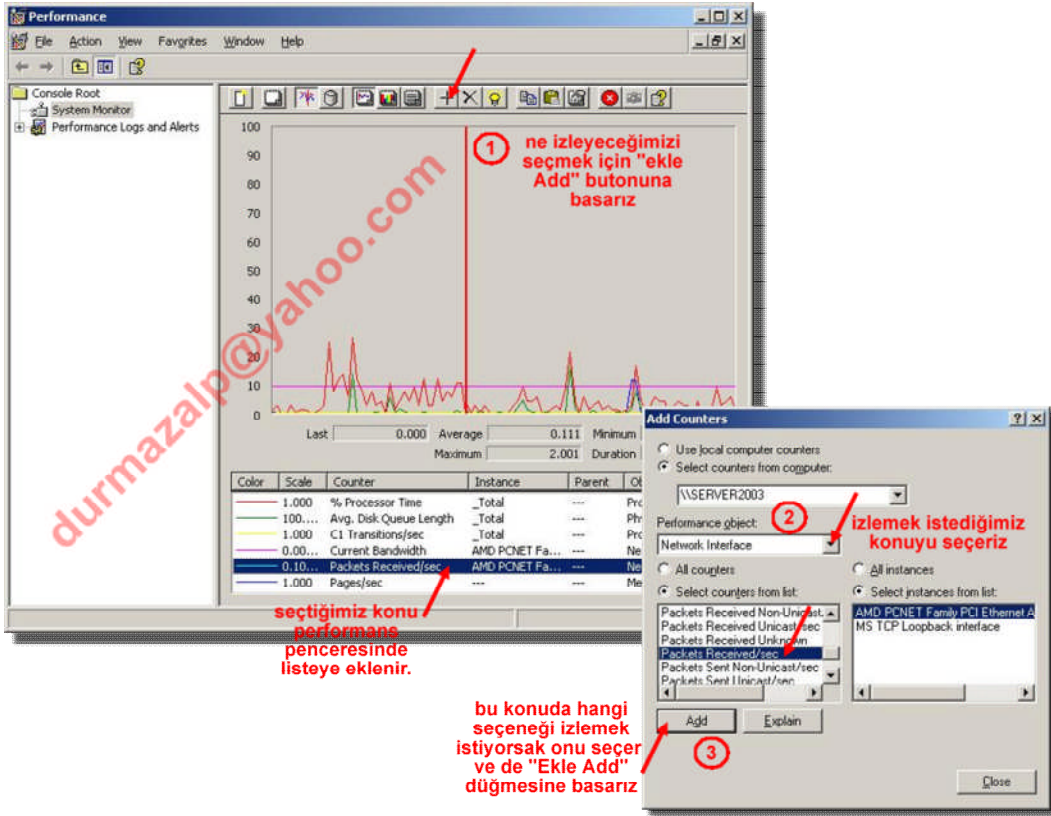 Performance
File Action View Favorites Window Help
Console Root
System Monitor
Performance Logs and Alerts
100
90
80
70
60
50
40
30
20
10
0
1
ne izleyeceğimizi
seçmek için "ekle
Add" butonuna
basarız
durmazalp@yahoo.com
Last 0.000 Average 0.111 Minimum
Maximum 2.001 Duration
Color Scale Counter Instance Parent Ob
1.000 % Processor Time _Total --- Pro
100.... Avg. Disk Queue Length _Total --- Phy
1.000 C1 Transitions/sec _Total --- Pro
0.00... Current Bandwidth AMD PCNET Fa... --- Ne
0.10... Packets Received/sec AMD PCNET Fa... --- Ne
1.000 Pages/sec --- --- Me
seçtiğimiz konu
performans
penceresinde
listeye eklenir.
Add Counters
Use local computer counters
Select counters from computer:
\\SERVER2003
2
Performance object:
Network Interface
izlemek istediğimiz
konuyu seçeriz
All counters
All instances
Select counters from list:
Select instances from list:
Packets Received Non-Unicast
Packets Received Unicast/sec
Packets Received Unknown
Packets Received/sec
Packets Sent Non-Unicast/sec
Packets Sent Unicast/sec
AMD PCNET Family PCI Ethernet A
MS TCP Loopback interface
Add
Explain
3
Close
bu konuda hangi
seçeneği izlemek
istiyorsak onu seçer
ve de "Ekle Add"
düğmesine basarız